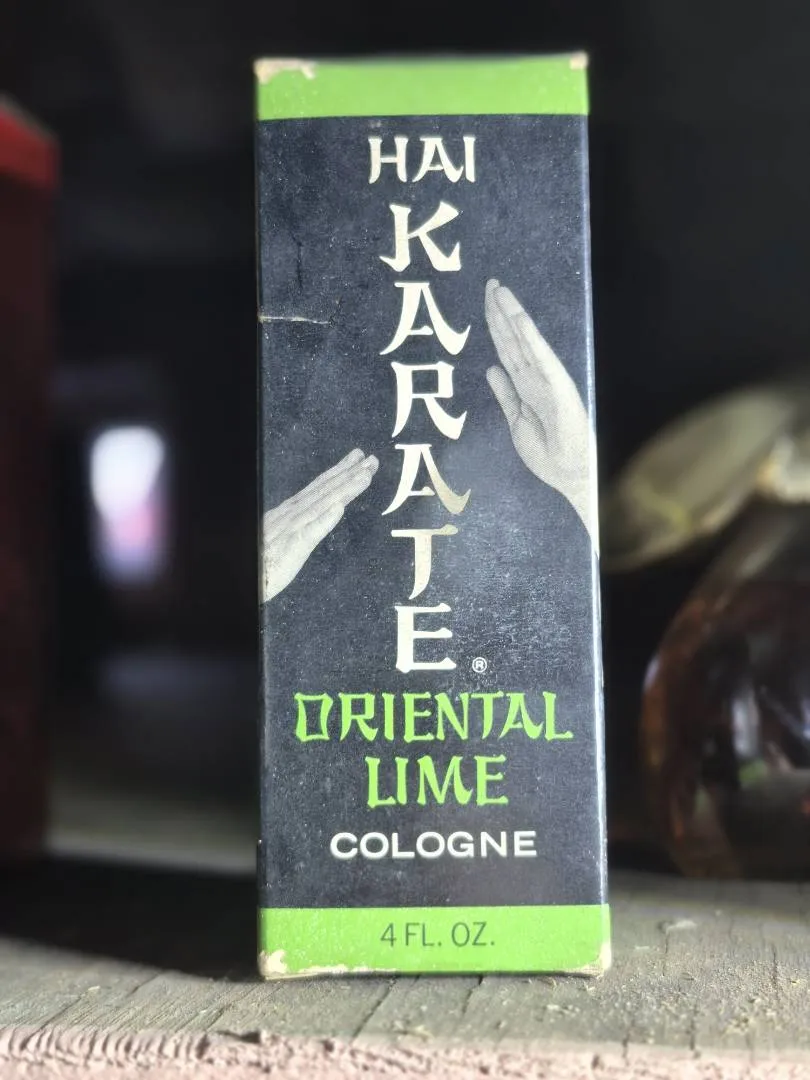 HAI
KARATE®
ORIENTAL
LIME
COLOGNE
4 FL. OZ.